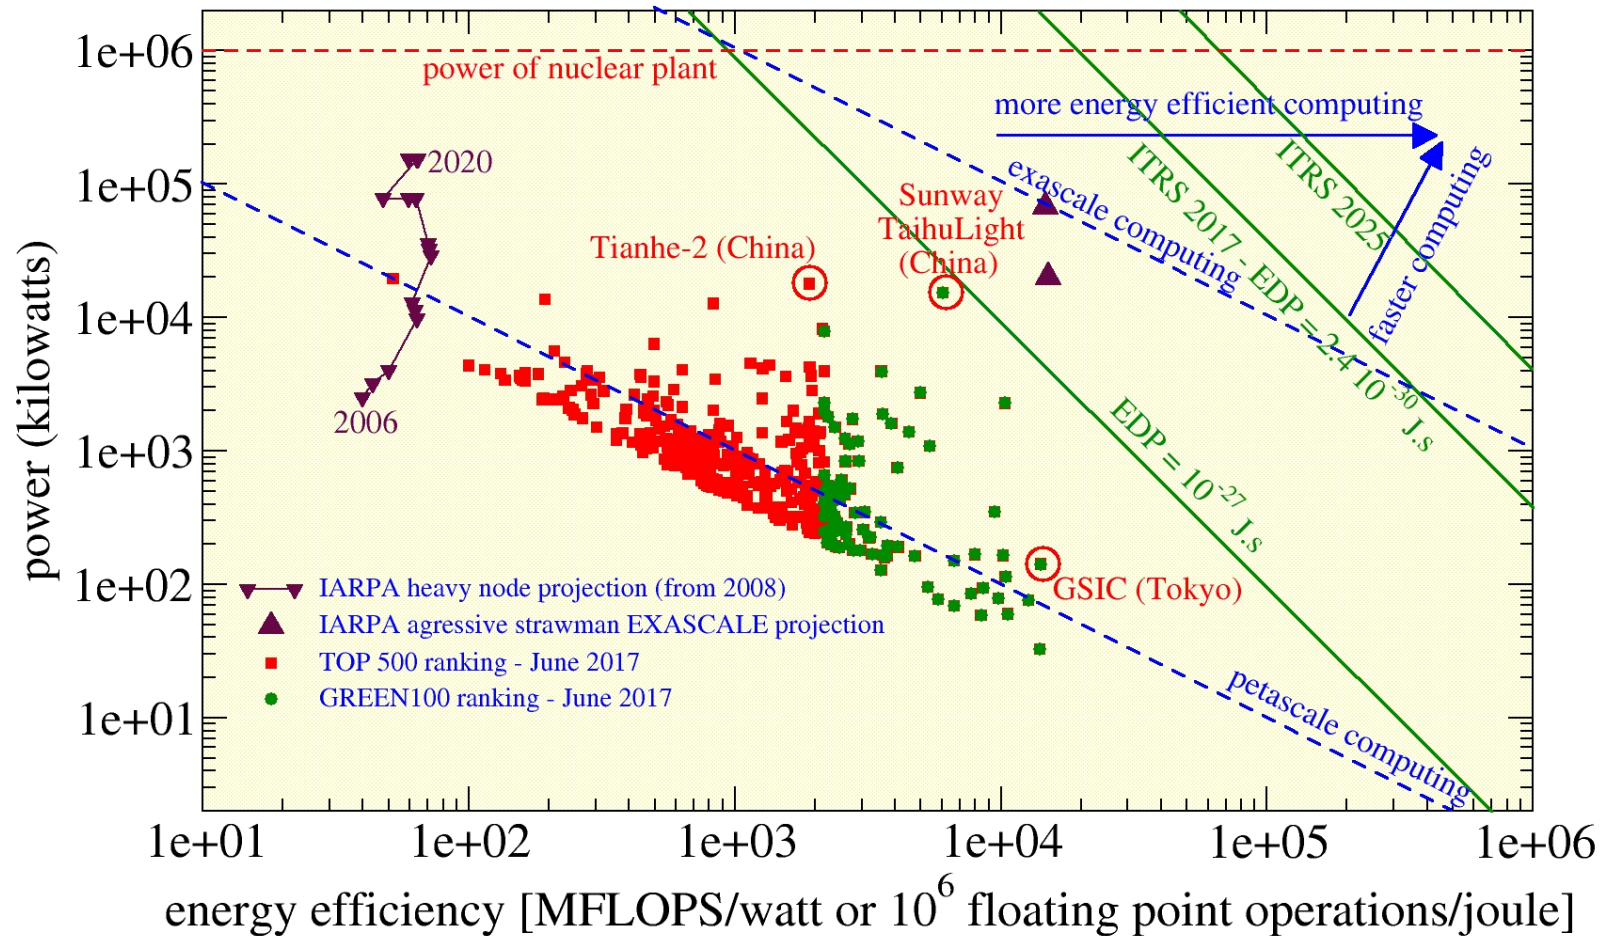 1e+06
1e+05
1e+04
1e+03
1e+02
1e+01
power (kilowatts)
power of nuclear plant
more energy efficient computing
exascale computing
faster computing
ITRS 2017 - EDP = 2.4 10⁻³⁰ J.s
ITRS 2025
2020
2006
Tianhe-2 (China)
Sunway
TaihuLight
(China)
EDP = 10⁻²⁷ J.s
GSIC (Tokyo)
petascale computing
IARPA heavy node projection (from 2008)
IARPA agressive strawman EXASCALE projection
TOP 500 ranking - June 2017
GREEN100 ranking - June 2017
1e+01 1e+02 1e+03 1e+04 1e+05 1e+06
energy efficiency [MFLOPS/watt or 10⁶ floating point operations/joule]